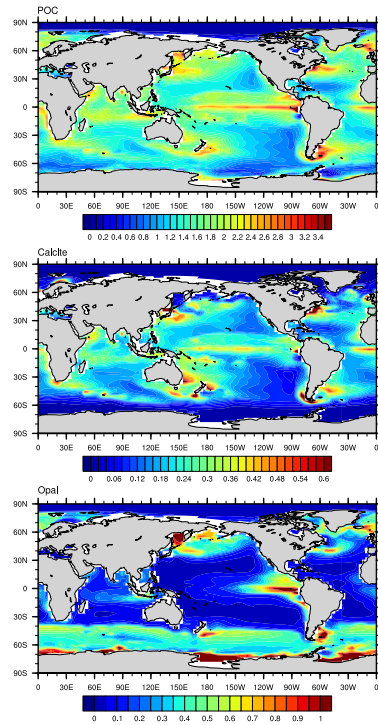 POC
90N
60N
30N
0
30S
60S
90S
0 30E 60E 90E 120E 150E 180 150W 120W 90W 60W 30W 0
0 0.2 0.4 0.6 0.8 1 1.2 1.4 1.6 1.8 2 2.2 2.4 2.6 2.8 3 3.2 3.4
Calcite
90N
60N
30N
0
30S
60S
90S
0 30E 60E 90E 120E 150E 180 150W 120W 90W 60W 30W 0
0 0.06 0.12 0.18 0.24 0.3 0.36 0.42 0.48 0.54 0.6
Opal
90N
60N
30N
0
30S
60S
90S
0 30E 60E 90E 120E 150E 180 150W 120W 90W 60W 30W 0
0 0.1 0.2 0.3 0.4 0.5 0.6 0.7 0.8 0.9 1